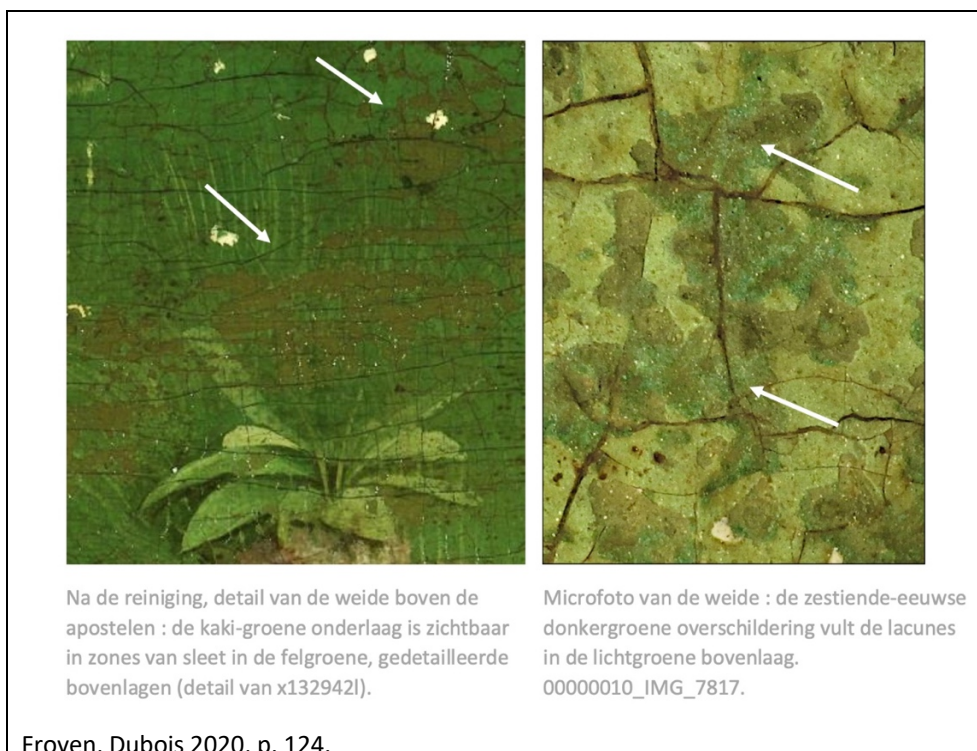 Na de reiniging, detail van de weide boven de
apostelen : de kaki-groene onderlaag is zichtbaar
in zones van sleet in de felgroene, gedetailleerde
bovenlagen (detail van x132942l).
Microfoto van de weide : de zestiende-eeuwse
donkergroene overschildering vult de lacunes
in de lichtgroene bovenlaag.
00000010_IMG_7817.
Froyen, Dubois 2020, p. 124.